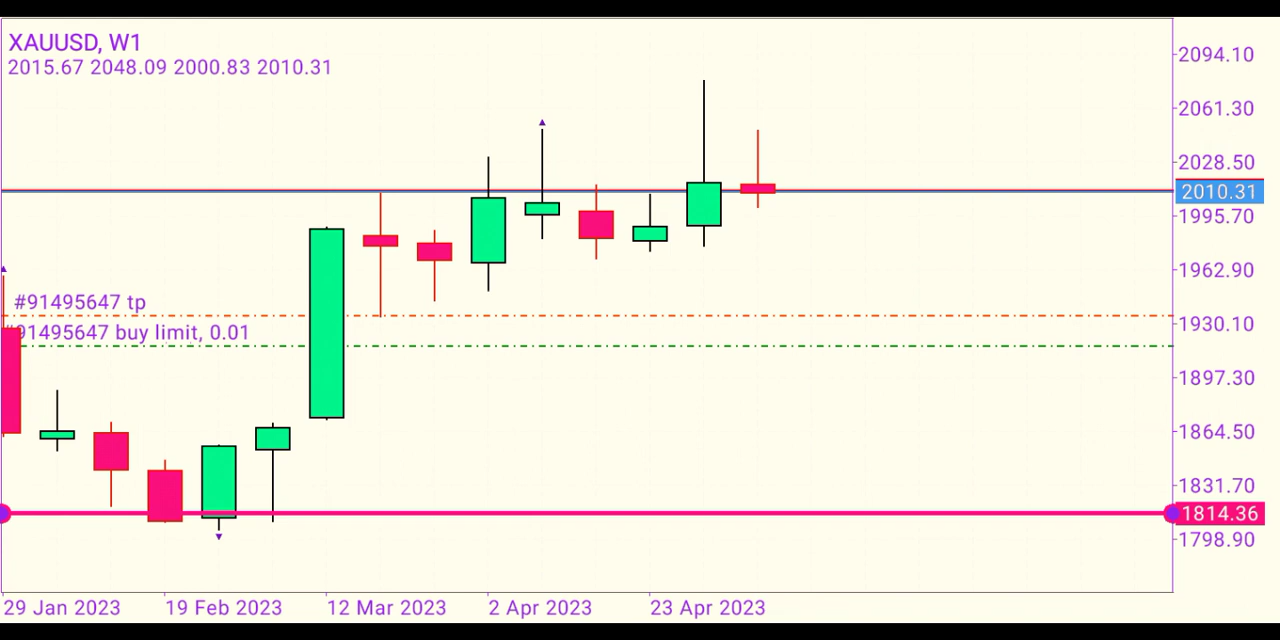 XAUUSD, W1
2015.67 2048.09 2000.83 2010.31
2094.10
2061.30
2028.50
2010.31
1995.70
1962.90
#91495647 tp
1930.10
#91495647 buy limit, 0.01
1897.30
1864.50
1831.70
1814.36
1798.90
29 Jan 2023 19 Feb 2023 12 Mar 2023 2 Apr 2023 23 Apr 2023